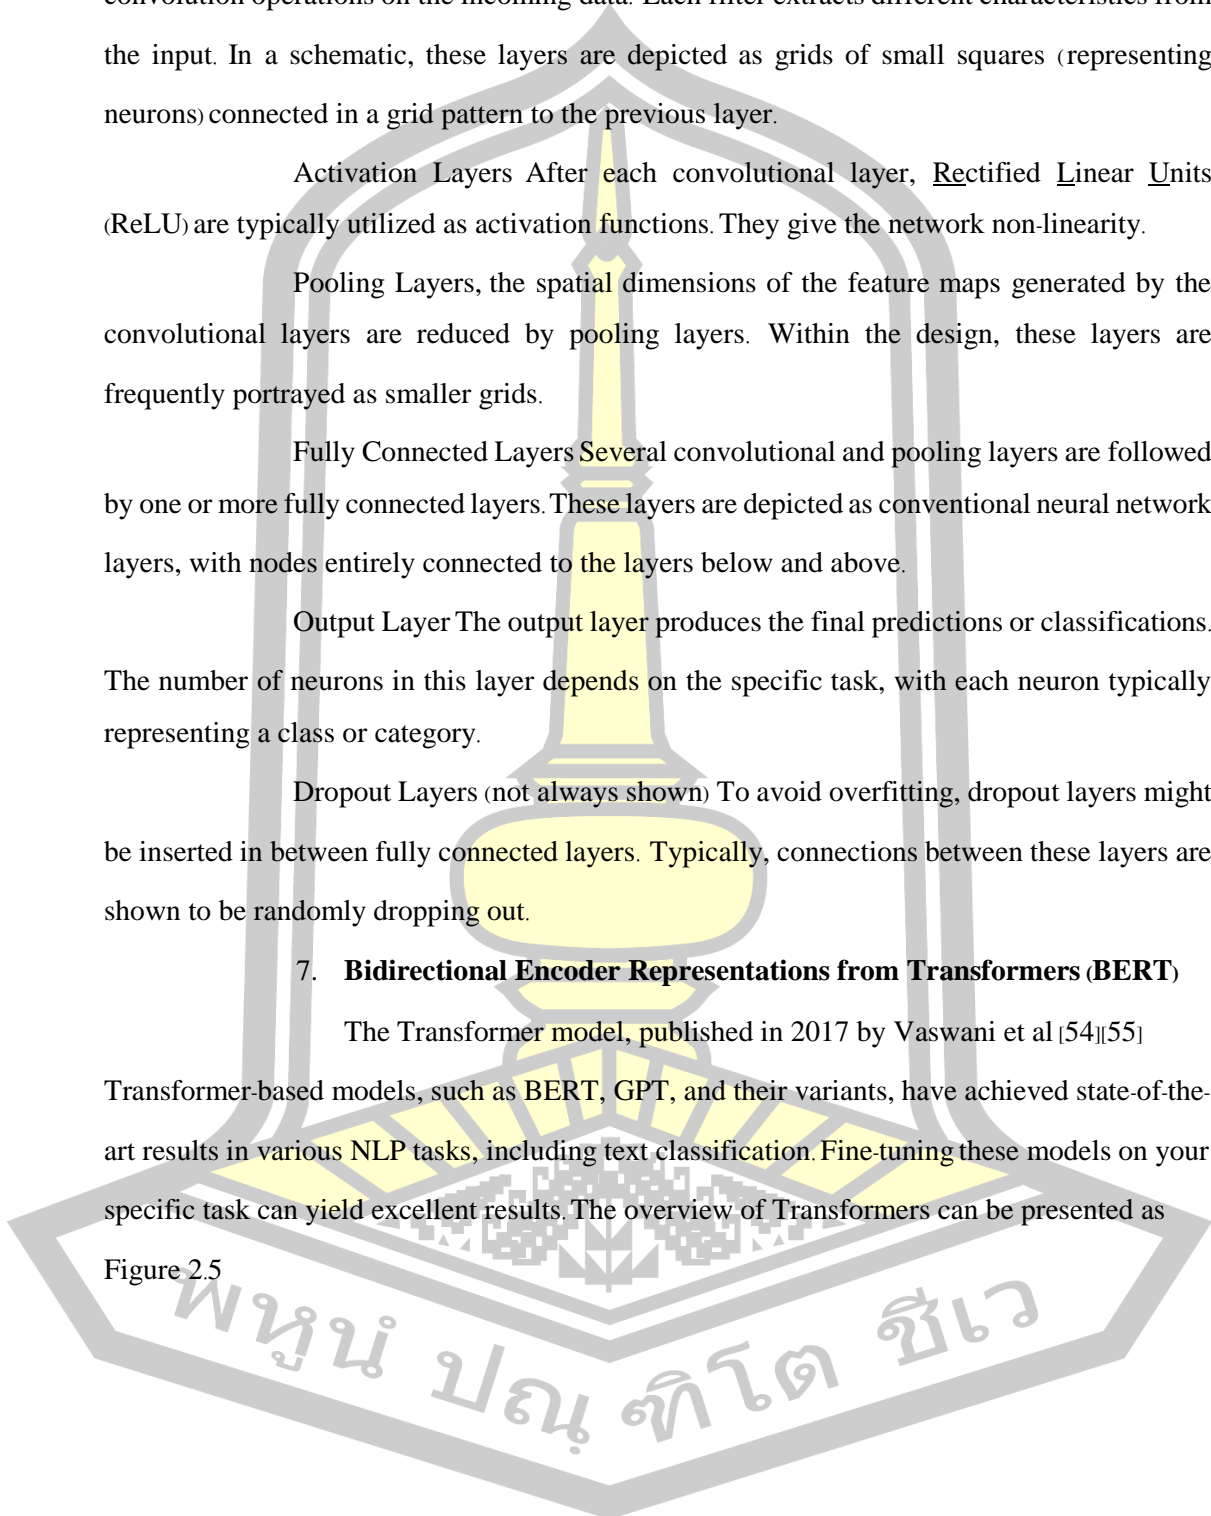 convolution operations on the incoming data. Each filter extracts different characteristics from
the input. In a schematic, these layers are depicted as grids of small squares (representing
neurons) connected in a grid pattern to the previous layer.
Activation Layers After each convolutional layer, Rectified Linear Units
(ReLU) are typically utilized as activation functions. They give the network non-linearity.
Pooling Layers, the spatial dimensions of the feature maps generated by the
convolutional layers are reduced by pooling layers. Within the design, these layers are
frequently portrayed as smaller grids.
Fully Connected Layers Several convolutional and pooling layers are followed
by one or more fully connected layers. These layers are depicted as conventional neural network
layers, with nodes entirely connected to the layers below and above.
Output Layer The output layer produces the final predictions or classifications.
The number of neurons in this layer depends on the specific task, with each neuron typically
representing a class or category.
Dropout Layers (not always shown) To avoid overfitting, dropout layers might
be inserted in between fully connected layers. Typically, connections between these layers are
shown to be randomly dropping out.
7. Bidirectional Encoder Representations from Transformers (BERT)
The Transformer model, published in 2017 by Vaswani et al [54][55]
Transformer-based models, such as BERT, GPT, and their variants, have achieved state-of-the-
art results in various NLP tasks, including text classification. Fine-tuning these models on your
specific task can yield excellent results. The overview of Transformers can be presented as
Figure 2.5
พหูนํ ปณฺฑิโต ชีเว